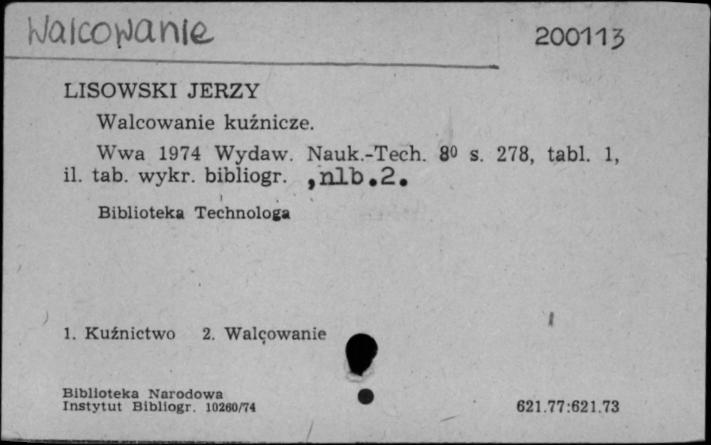 Walcowanie
200113
LISOWSKI JERZY
Walcowanie kuźnicze.
Wwa 1974 Wydaw. Nauk.-Tech. 8⁰ s. 278, tabl. 1,
il. tab. wykr. bibliogr. ,nlb.2.
Biblioteka Technologa
1. Kuźnictwo 2. Walcowanie
Biblioteka Narodowa
Instytut Bibliogr. 10260/74
621.77:621.73